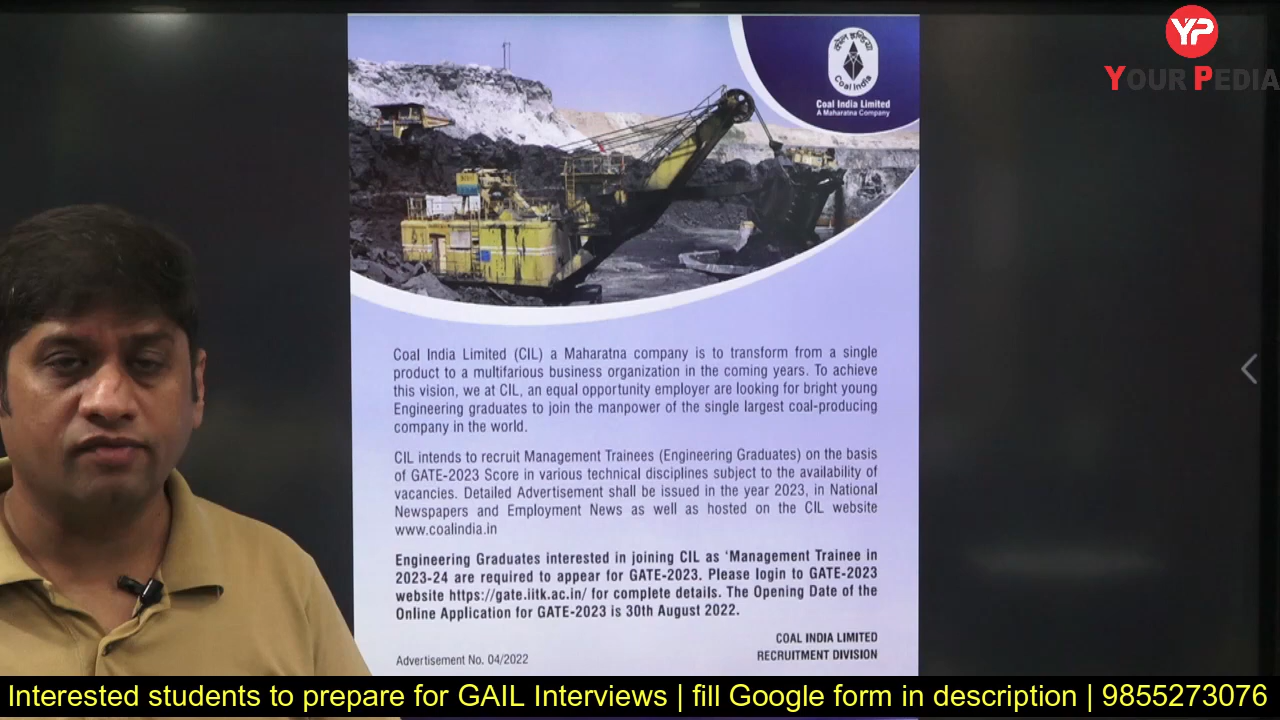 YP
YOUR PEDIA
कोल इण्डिया
Coal India
Coal India Limited
A Maharatna Company
Coal India Limited (CIL) a Maharatna company is to transform from a single
product to a multifarious business organization in the coming years. To achieve
this vision, we at CIL, an equal opportunity employer are looking for bright young
Engineering graduates to join the manpower of the single largest coal-producing
company in the world.
CIL intends to recruit Management Trainees (Engineering Graduates) on the basis
of GATE-2023 Score in various technical disciplines subject to the availability of
vacancies. Detailed Advertisement shall be issued in the year 2023, in National
Newspapers and Employment News as well as hosted on the CIL website
www.coalindia.in
Engineering Graduates interested in joining CIL as ‘Management Trainee in
2023-24 are required to appear for GATE-2023. Please login to GATE-2023
website https://gate.iitk.ac.in/ for complete details. The Opening Date of the
Online Application for GATE-2023 is 30th August 2022.
COAL INDIA LIMITED
RECRUITMENT DIVISION
Advertisement No. 04/2022
Interested students to prepare for GAIL Interviews | fill Google form in description | 9855273076